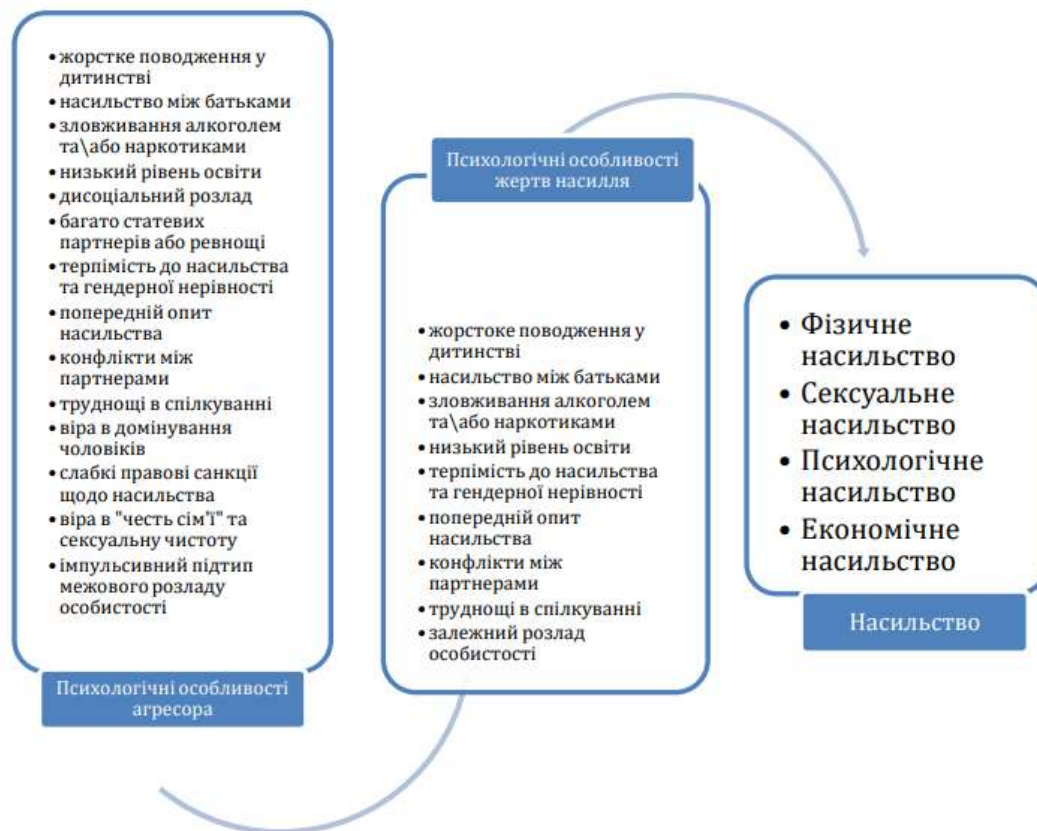 • жорстке поводження у
дитинстві
• насильство між батьками
• зловживання алкоголем
та\або наркотиками
• низький рівень освіти
• дисоціальний розлад
• багато статевих
партнерів або ревнощі
• терпімість до насильства
та гендерної нерівності
• попередній опит
насильства
• конфлікти між
партнерами
• труднощі в спілкуванні
• віра в домінування
чоловіків
• слабкі правові санкції
щодо насильства
• віра в "честь сім'ї" та
сексуальну чистоту
• імпульсивний підтип
межового розладу
особистості
Психологічні особливості
агресора
Психологічні особливості
жертв насилля
• жорстоке поводження у
дитинстві
• насильство між батьками
• зловживання алкоголем
та\або наркотиками
• низький рівень освіти
• терпімість до насильства
та гендерної нерівності
• попередній опит
насильства
• конфлікти між
партнерами
• труднощі в спілкуванні
• залежний розлад
особистості
• Фізичне
насильство
• Сексуальне
насильство
• Психологічне
насильство
• Економічне
насильство
Насильство